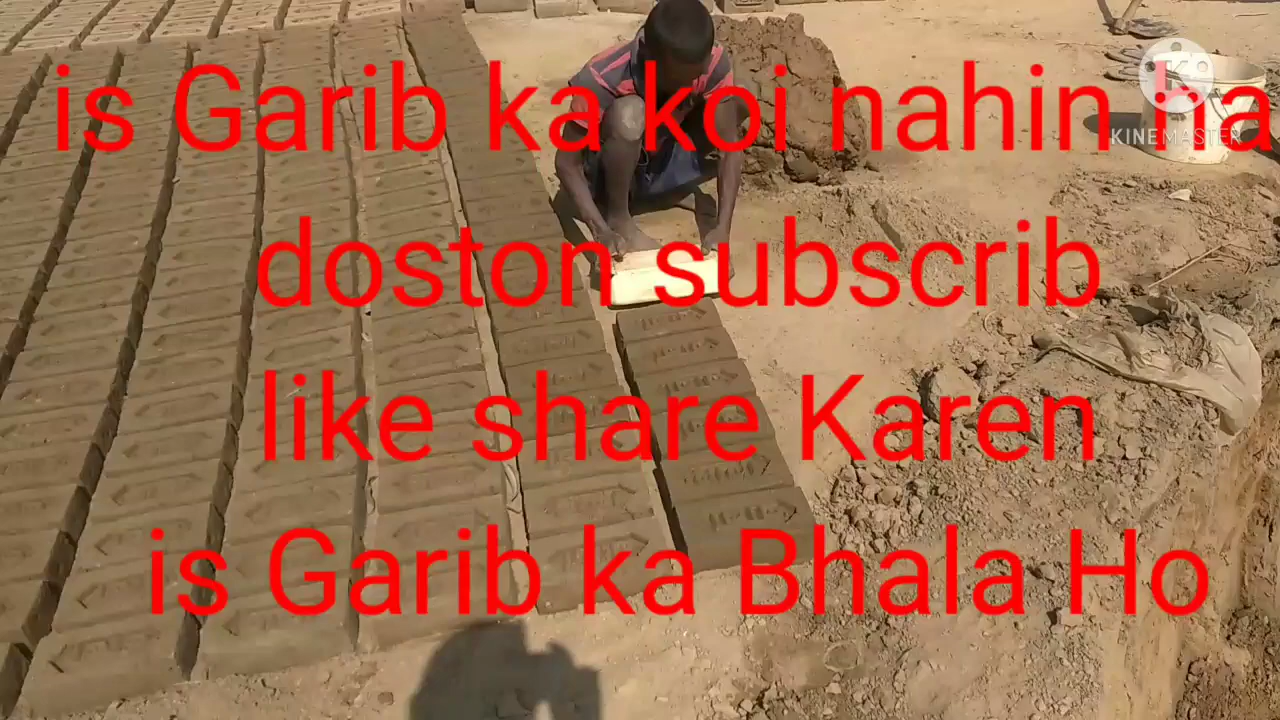 is Garib ka koi nahin ha
doston subscrib
like share Karen
is Garib ka Bhala Ho
KINEMASTER